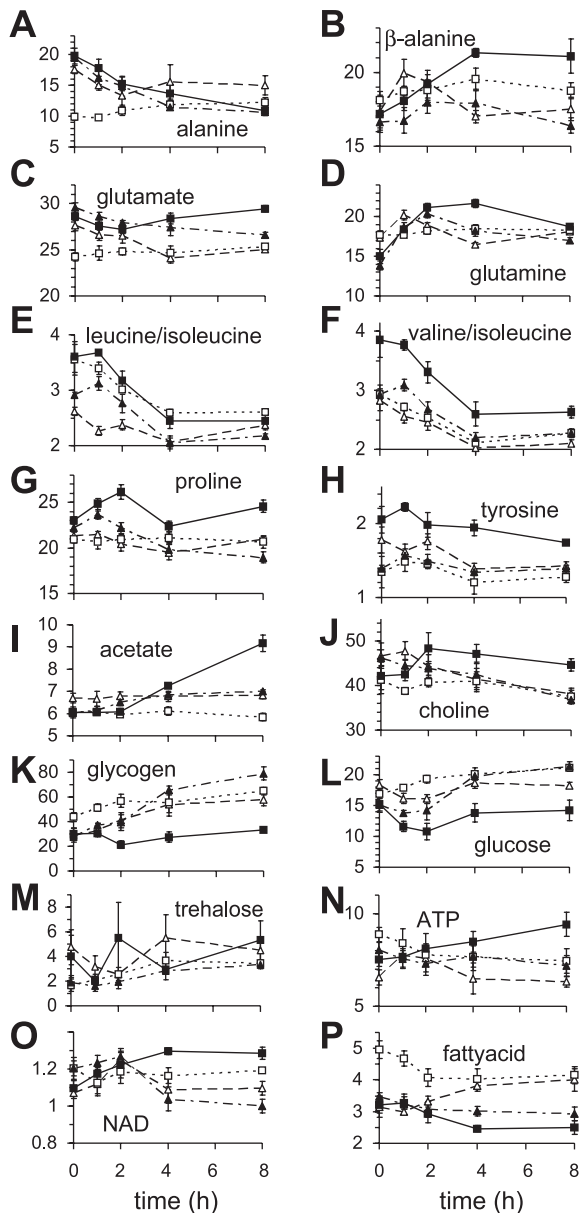 A
alanine
20
15
10
5
B
β-alanine
20
15
C
glutamate
30
25
20
D
glutamine
20
15
10
E
leucine/isoleucine
4
3
2
F
valine/isoleucine
4
3
2
G
proline
25
20
15
H
tyrosine
2
1
I
acetate
10
9
8
7
6
5
J
choline
50
40
30
K
glycogen
80
60
40
20
0
L
glucose
20
15
10
5
M
trehalose
8
6
4
2
0
N
ATP
10
5
O
NAD
1.2
1
0.8
0 2 4 6 8
time (h)
P
fattyacid
5
4
3
2
0 2 4 6 8
time (h)